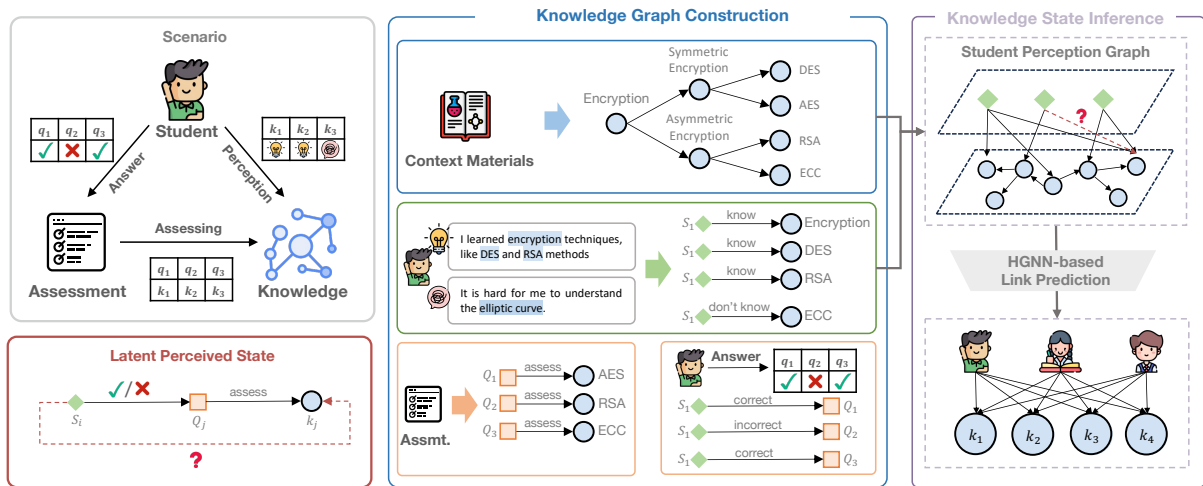 Scenario
Student
q1 q2 q3
k1 k2 k3
Answer
Perception
Assessing
Assessment
Knowledge
q1 q2 q3
k1 k2 k3
Latent Perceived State
✓/✗
assess
Si
Qj
kj
?
Knowledge Graph Construction
Context Materials
Encryption
Symmetric
Encryption
Asymmetric
Encryption
DES
AES
RSA
ECC
I learned encryption techniques,
like DES and RSA methods
It is hard for me to understand
the elliptic curve.
S1 know Encryption
S1 know DES
S1 know RSA
S1 don't know ECC
Assmt.
Q1 assess AES
Q2 assess RSA
Q3 assess ECC
Answer
q1 q2 q3
S1 correct Q1
S1 incorrect Q2
S1 correct Q3
Knowledge State Inference
Student Perception Graph
?
HGNN-based
Link Prediction
k1 k2 k3 k4